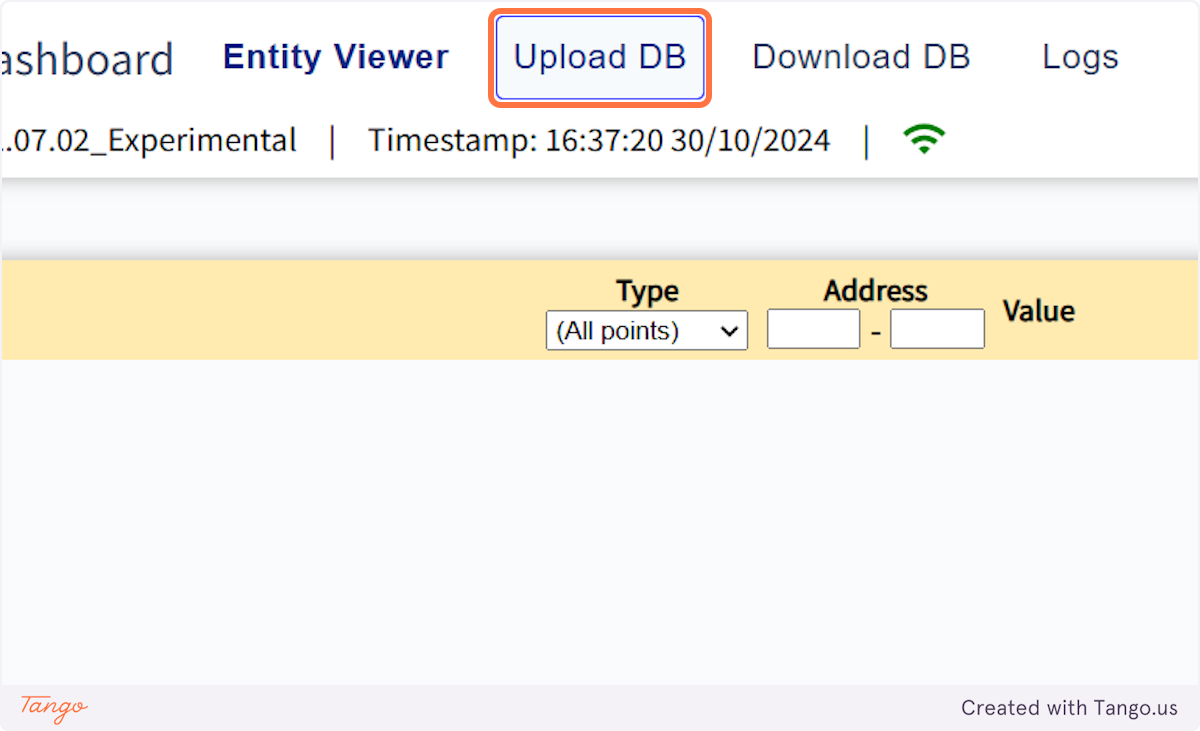 ashboard Entity Viewer Upload DB Download DB Logs
.07.02_Experimental | Timestamp: 16:37:20 30/10/2024 |
Type Address Value
(All points) -
Tango Created with Tango.us